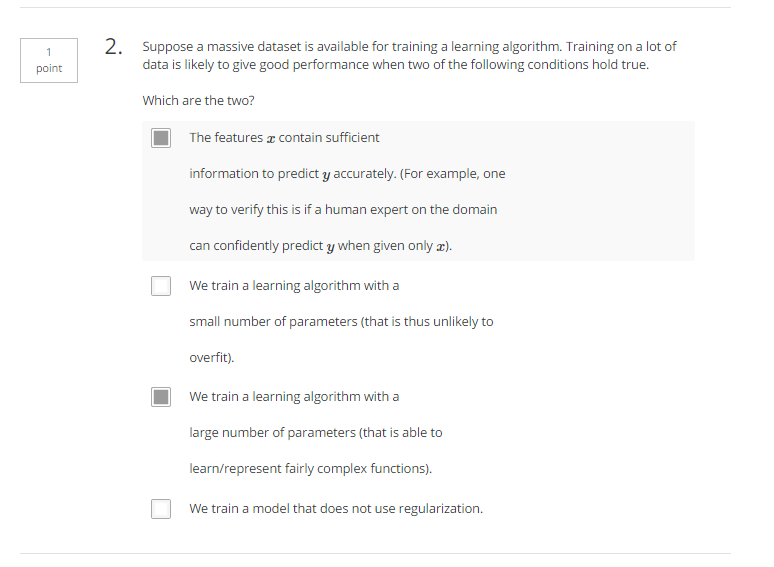 1
point
2.
Suppose a massive dataset is available for training a learning algorithm. Training on a lot of
data is likely to give good performance when two of the following conditions hold true.
Which are the two?
The features x contain sufficient
information to predict y accurately. (For example, one
way to verify this is if a human expert on the domain
can confidently predict y when given only x).
We train a learning algorithm with a
small number of parameters (that is thus unlikely to
overfit).
We train a learning algorithm with a
large number of parameters (that is able to
learn/represent fairly complex functions).
We train a model that does not use regularization.